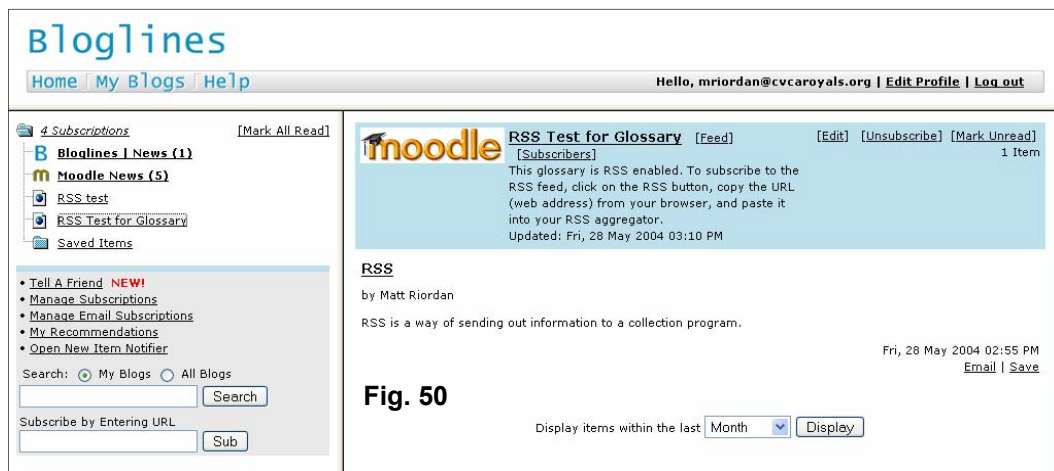 Bloglines
Home My Blogs Help
Hello, mriordan@cvcaroyals.org | Edit Profile | Log out
4 Subscriptions [Mark All Read]
Bloglines | News (1)
Moodle News (5)
RSS test
RSS Test for Glossary
Saved Items
• Tell A Friend NEW!
• Manage Subscriptions
• Manage Email Subscriptions
• My Recommendations
• Open New Item Notifier
Search: My Blogs All Blogs
Search
Subscribe by Entering URL
Sub
moodle
RSS Test for Glossary [Feed] [Edit] [Unsubscribe] [Mark Unread]
[Subscribers] 1 Item
This glossary is RSS enabled. To subscribe to the
RSS feed, click on the RSS button, copy the URL
(web address) from your browser, and paste it
into your RSS aggregator.
Updated: Fri, 28 May 2004 03:10 PM
RSS
by Matt Riordan
RSS is a way of sending out information to a collection program.
Fri, 28 May 2004 02:55 PM
Email | Save
Fig. 50
Display items within the last Month Display